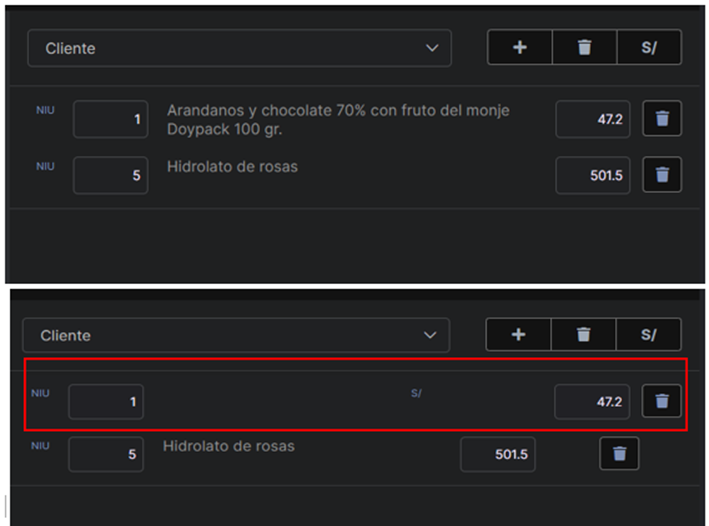 Cliente
S/
NIU 1 Arandanos y chocolate 70% con fruto del monje 47.2
Doypack 100 gr.
NIU 5 Hidrolato de rosas 501.5
Cliente
S/
NIU 1 S/ 47.2
NIU 5 Hidrolato de rosas 501.5